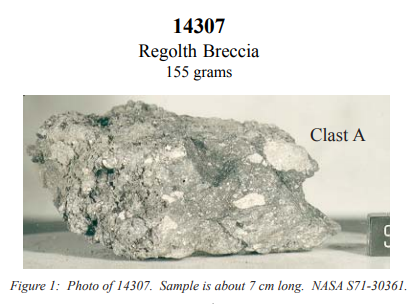 14307
Regolth Breccia
155 grams
Clast A
Figure 1: Photo of 14307. Sample is about 7 cm long. NASA S71-30361.